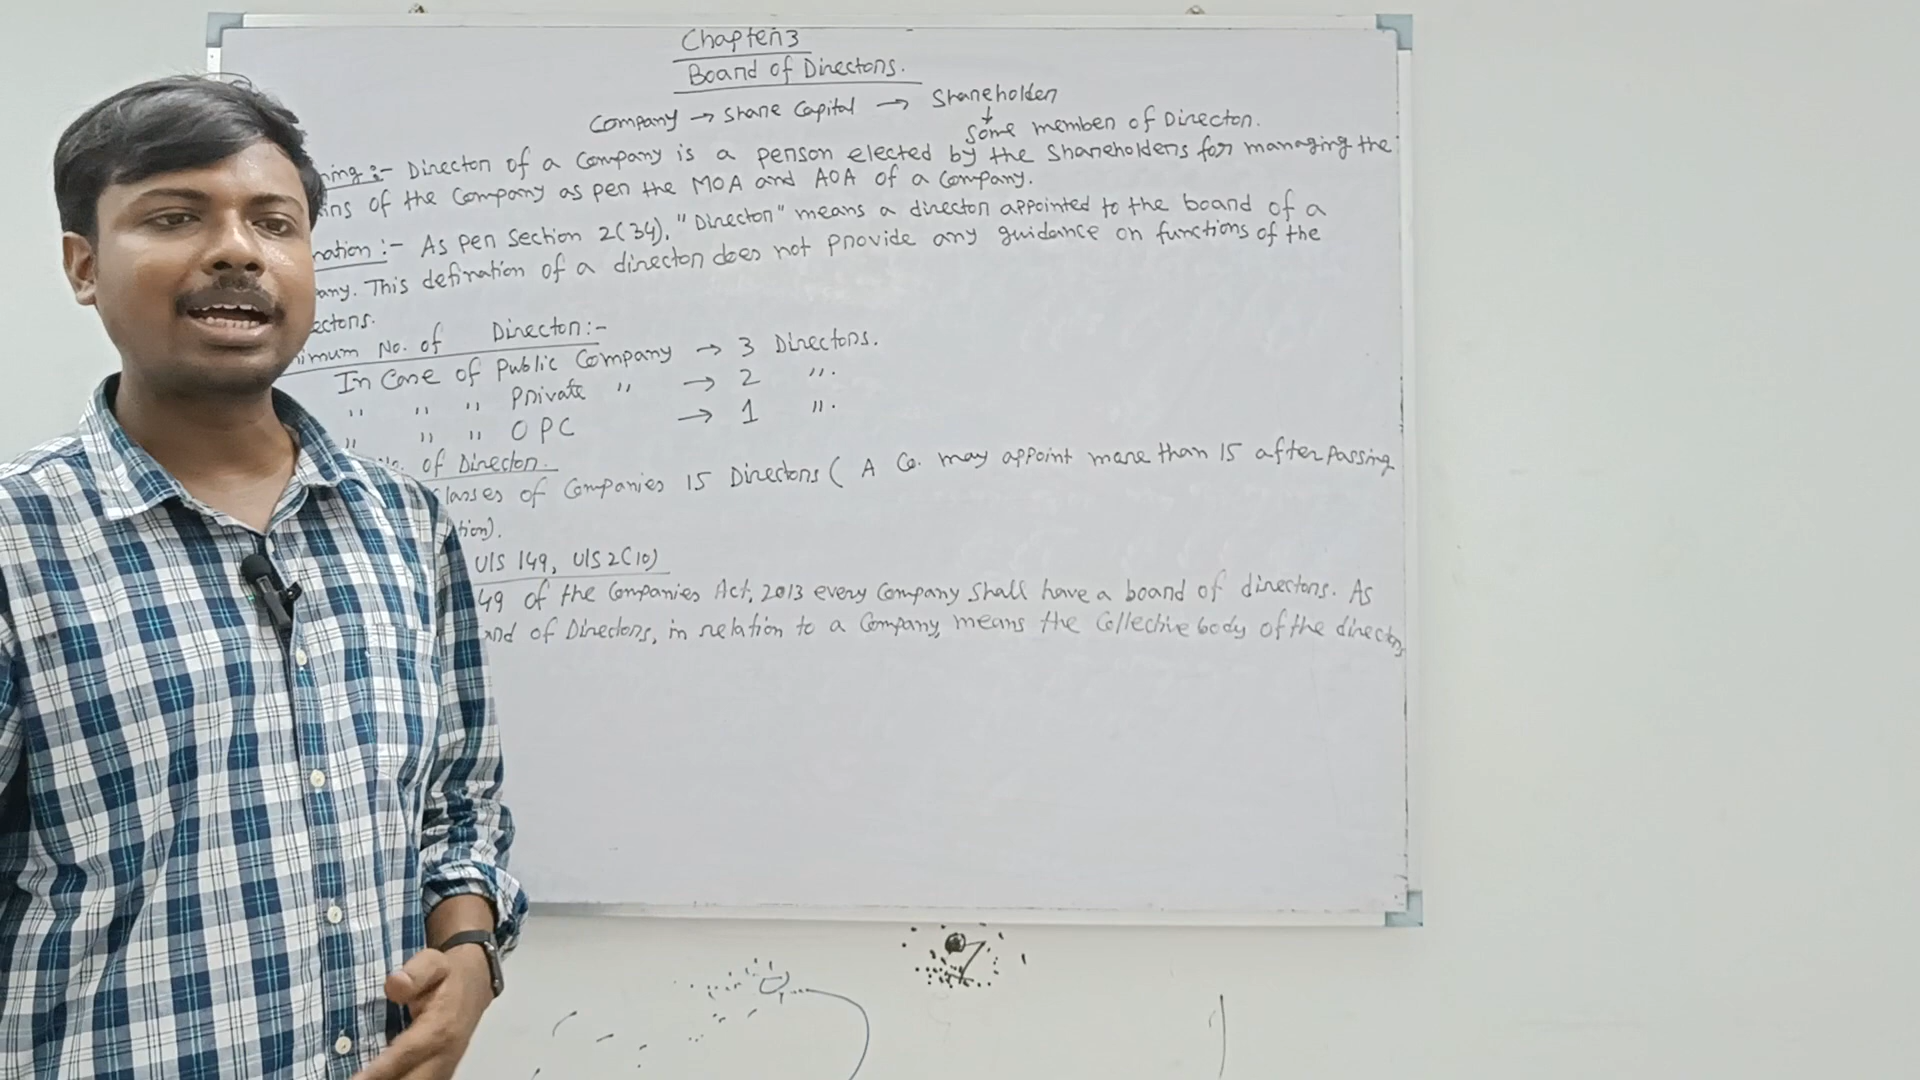 Chapter 3
Board of Directors.
Company → Share Capital → Shareholder
↓
Some member of Director.
:- Director of a Company is a person elected by the Shareholders for managing the
of the Company as per the MOA and AOA of a Company.
:- As per Section 2(34), "Director" means a director appointed to the board of a
This defination of a director does not provide any guidance on functions of the
No. of Director:-
In Case of Public Company → 3 Directors.
" " " Private " → 2 ".
" " " OPC → 1 ".
of Director.
of Companies 15 Directors ( A Co. may appoint more than 15 after passing
U/S 149, U/S 2(10)
49 of the Companies Act, 2013 every Company shall have a board of directors. As
of Directors, in relation to a Company, means the Collective body of the directors